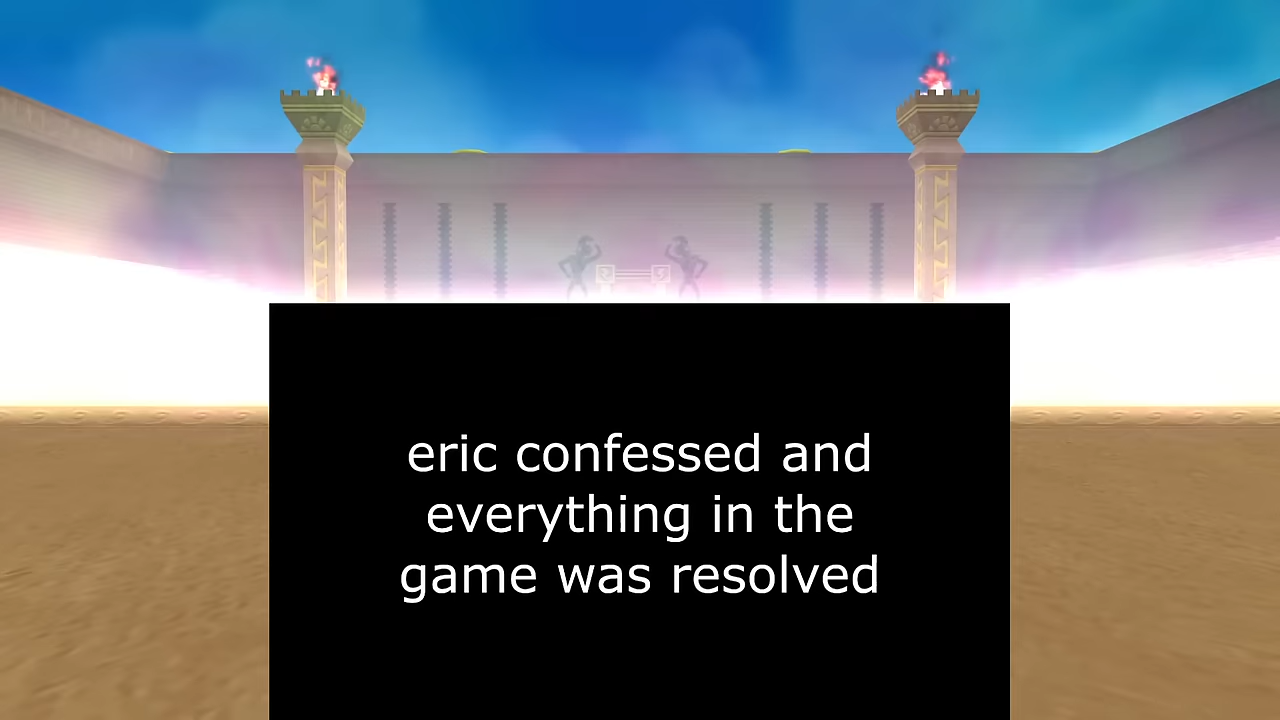 eric confessed and
everything in the
game was resolved